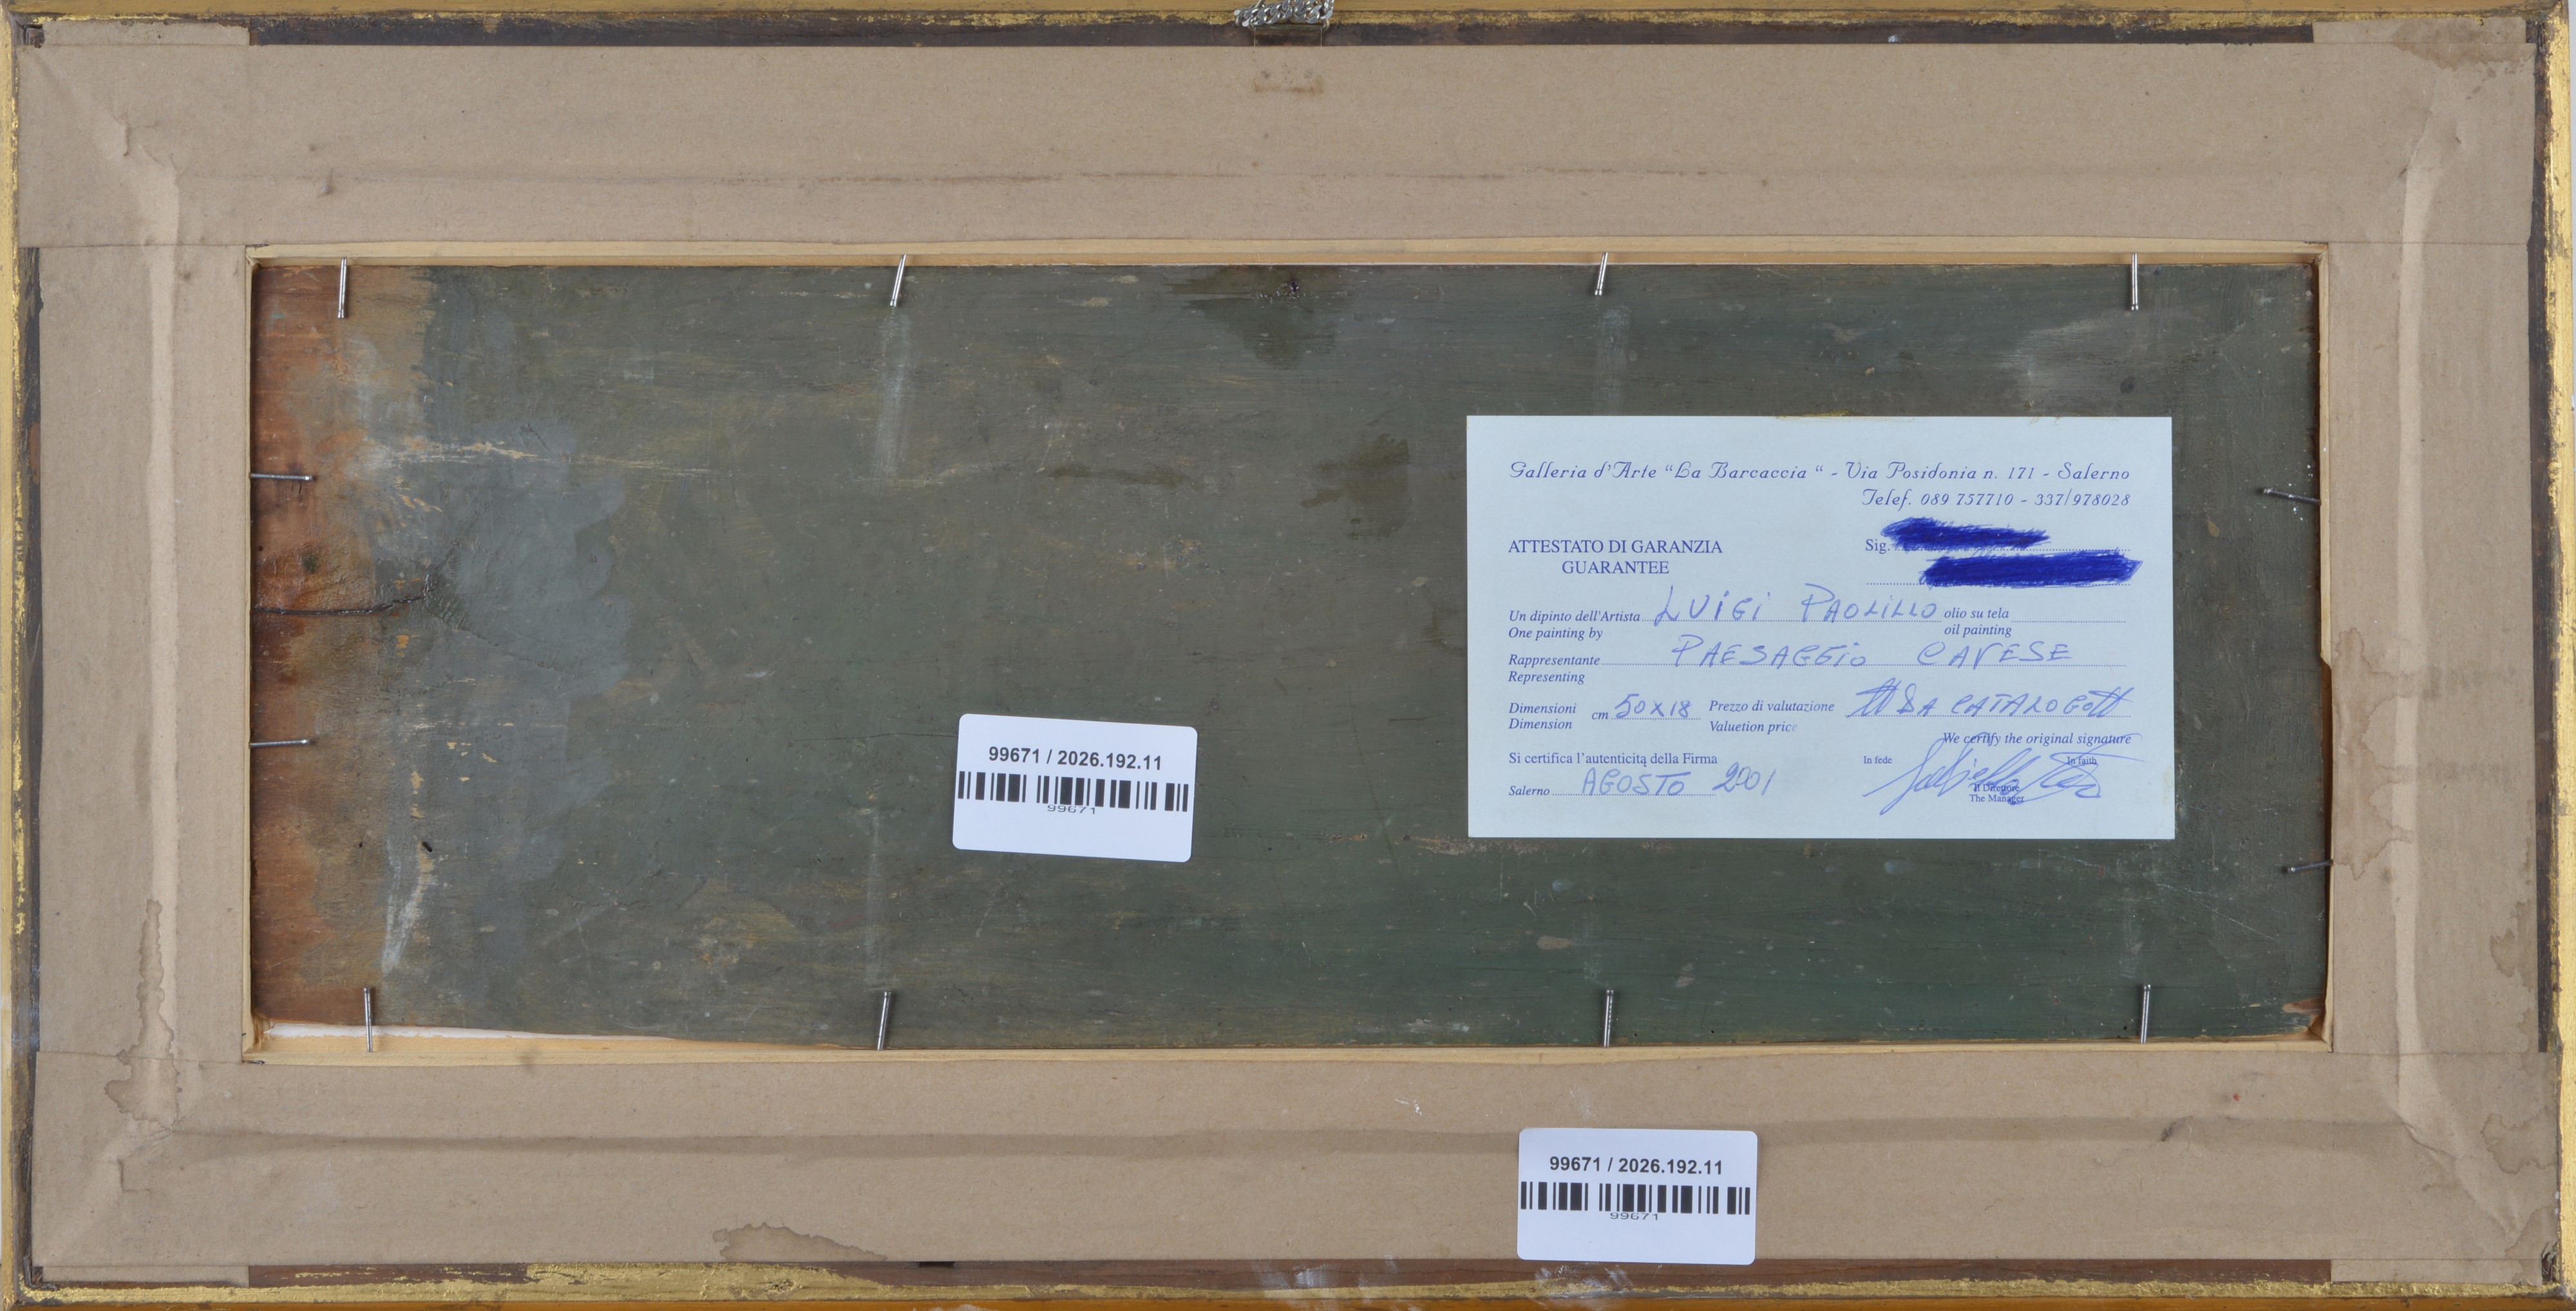 Galleria d'Arte "La Barcaccia " - Via Posidonia n. 171 - Salerno
Telef. 089 757710 - 337/978028
ATTESTATO DI GARANZIA
GUARANTEE
Sig.
Un dipinto dell'Artista LUIGI PAOLILLO olio su tela
One painting by oil painting
Rappresentante PAESAGGIO CAVESE
Representing
Dimensioni cm 50X18 Prezzo di valutazione DA CATALOGO
Dimension Valuetion price
We certify the original signature
Si certifica l'autenticità della Firma In fede In faith
Salerno AGOSTO 2001 Il Direttore
The Manager
99671 / 2026.192.11
99671
99671 / 2026.192.11
99671